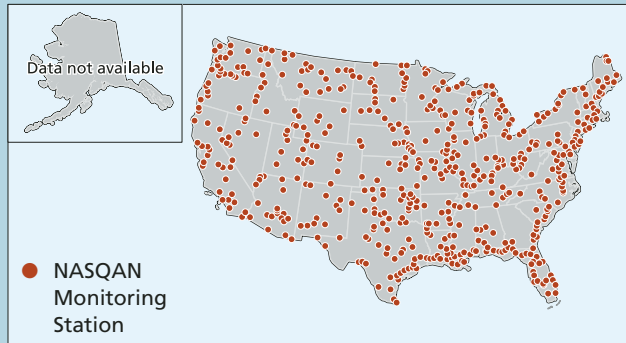 Data not available
NASQAN
Monitoring
Station